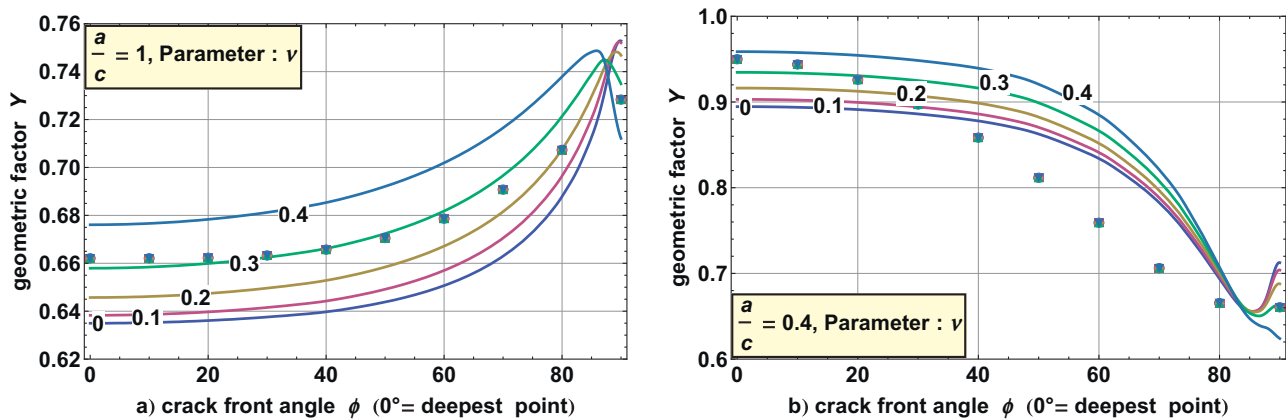 0.76
0.74
0.72
0.70
0.68
0.66
0.64
0.62
geometric factor Y
a
c
= 1, Parameter : ν
0.4
0.3
0.2
0.1
0
0 20 40 60 80
a) crack front angle ϕ (0°= deepest point)
1.0
0.9
0.8
0.7
0.6
geometric factor Y
0.4
0.3
0.2
0.1
0
a
c
= 0.4, Parameter : ν
0 20 40 60 80
b) crack front angle ϕ (0°= deepest point)